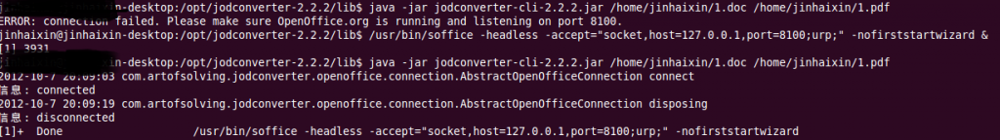 -desktop:/opt/jodconverter-2.2.2/lib$ java -jar jodconverter-cli-2.2.2.jar /home/jinhaixin/1.doc /home/jinhaixin/1.pdf
ERROR: connection failed. Please make sure OpenOffice.org is running and listening on port 8100.
jinhaixin@jinhaixin-desktop:/opt/jodconverter-2.2.2/lib$ /usr/bin/soffice -headless -accept="socket,host=127.0.0.1,port=8100;urp;" -nofirststartwizard &
[1] 3931
xin-desktop:/opt/jodconverter-2.2.2/lib$ java -jar jodconverter-cli-2.2.2.jar /home/jinhaixin/1.doc /home/jinhaixin/1.pdf
2012-10-7 20:09:03 com.artofsolving.jodconverter.openoffice.connection.AbstractOpenOfficeConnection connect
信息: connected
2012-10-7 20:09:19 com.artofsolving.jodconverter.openoffice.connection.AbstractOpenOfficeConnection disposing
信息: disconnected
[1]+  Done                    /usr/bin/soffice -headless -accept="socket,host=127.0.0.1,port=8100;urp;" -nofirststartwizard